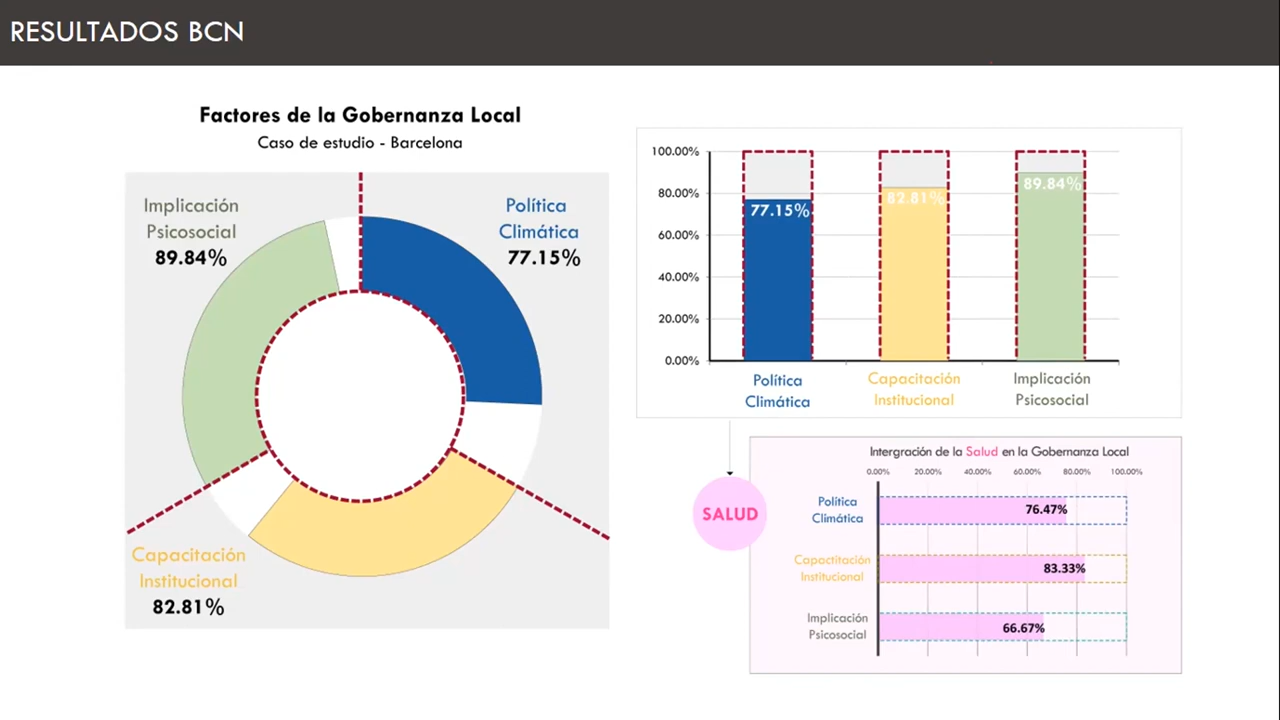 RESULTADOS BCN
Factores de la Gobernanza Local
Caso de estudio - Barcelona
Implicación
Psicosocial
89.84%
Política
Climática
77.15%
Capacitación
Institucional
82.81%
100.00%
80.00%
60.00%
40.00%
20.00%
0.00%
77.15%
82.81%
89.84%
Política
Climática
Capacitación
Institucional
Implicación
Psicosocial
SALUD
Intergración de la Salud en la Gobernanza Local
0.00% 20.00% 40.00% 60.00% 80.00% 100.00%
Política
Climática
76.47%
Capactitación
Institucional
83.33%
Implicación
Psicosocial
66.67%